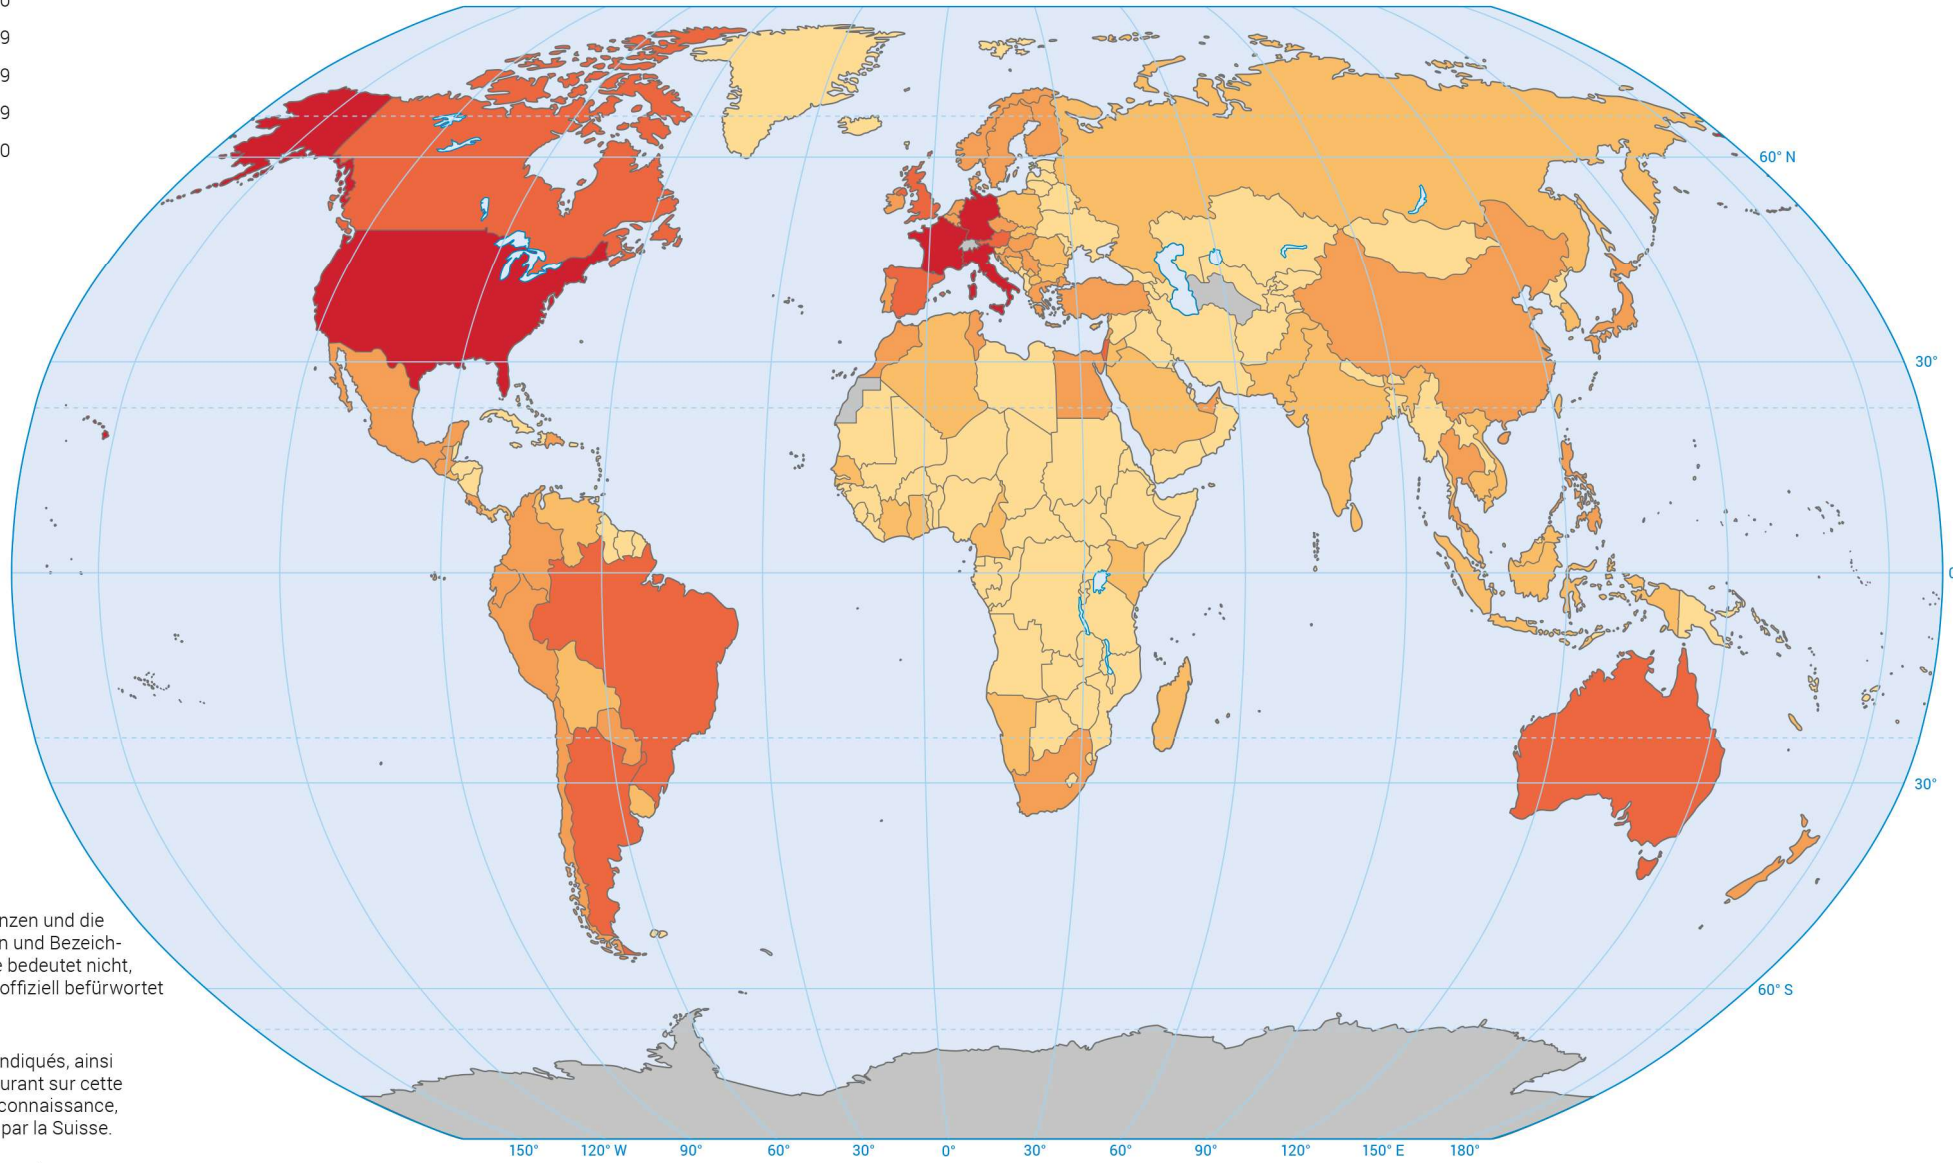 0
9
9
9
0
60° N
30°
0
30°
60° S
nzen und die
n und Bezeich-
e bedeutet nicht,
offiziell befürwortet
ndiqués, ainsi
urant sur cette
connaissance,
par la Suisse.
150° 120° W 90° 60° 30° 0° 30° 60° 90° 120° 150° E 180°